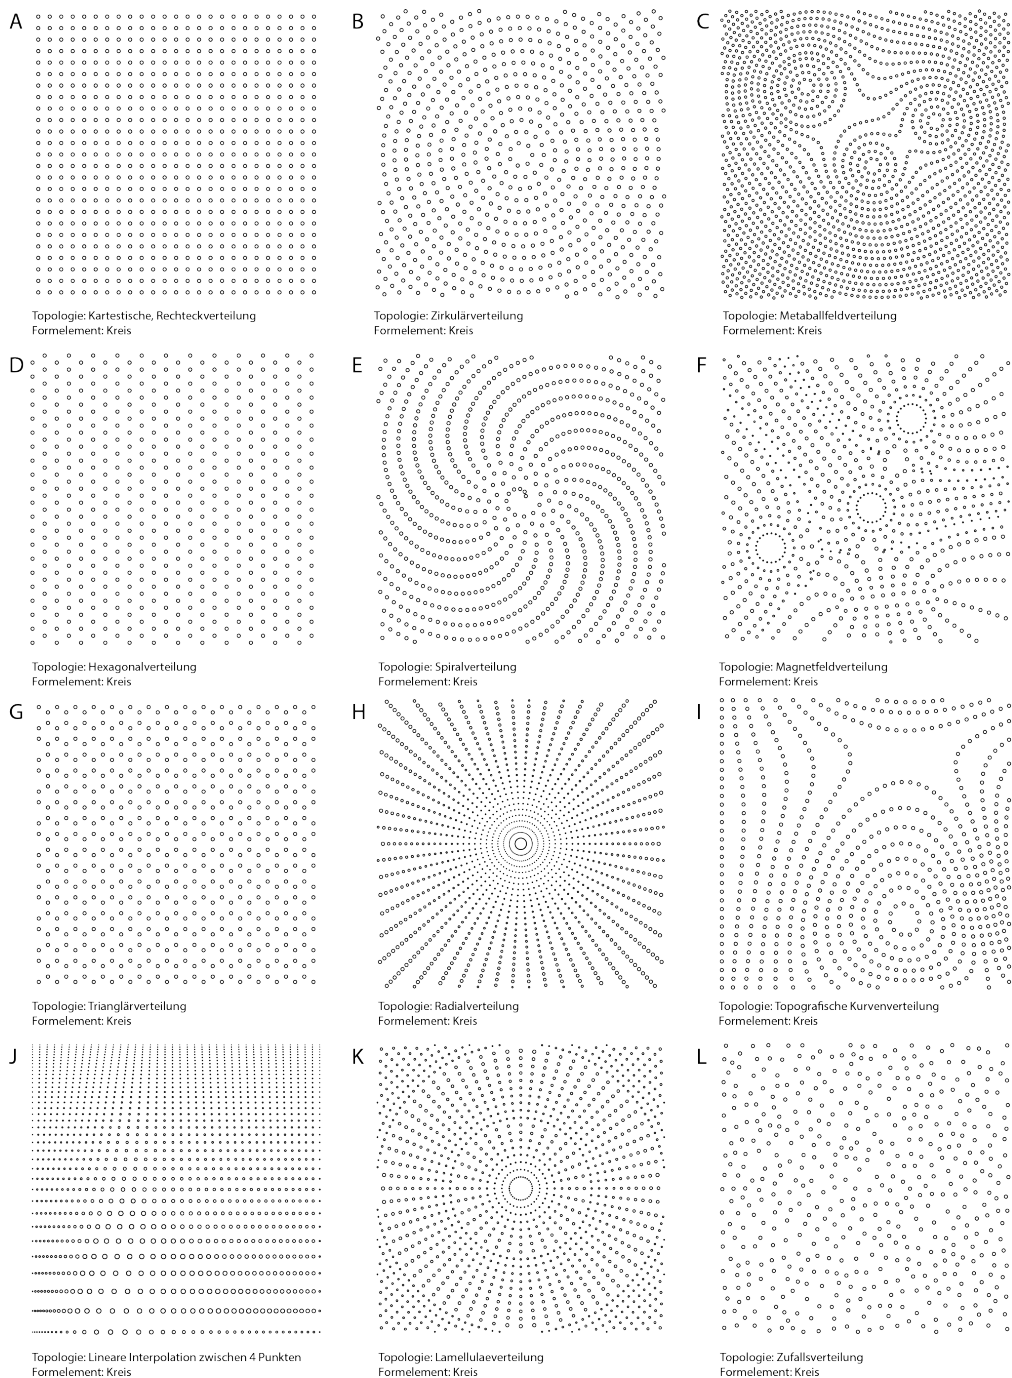 A
B
C
Topologie: Kartestische, Rechteckverteilung
Formelement: Kreis
Topologie: Zirkulärverteilung
Formelement: Kreis
Topologie: Metaballfeldverteilung
Formelement: Kreis
D
E
F
Topologie: Hexagonalverteilung
Formelement: Kreis
Topologie: Spiralverteilung
Formelement: Kreis
Topologie: Magnetfeldverteilung
Formelement: Kreis
G
H
I
Topologie: Trianglärverteilung
Formelement: Kreis
Topologie: Radialverteilung
Formelement: Kreis
Topologie: Topografische Kurvenverteilung
Formelement: Kreis
J
K
L
Topologie: Lineare Interpolation zwischen 4 Punkten
Formelement: Kreis
Topologie: Lamellulaeverteilung
Formelement: Kreis
Topologie: Zufallsverteilung
Formelement: Kreis